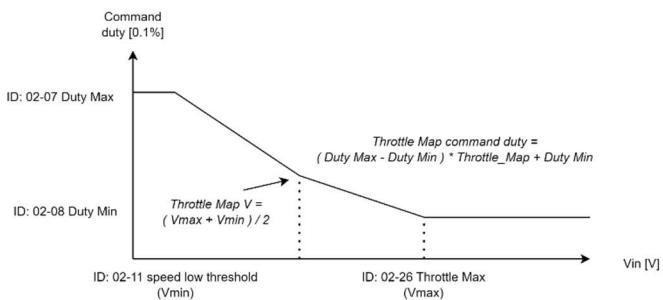 Command
duty [0.1%]
ID: 02-07 Duty Max
Throttle Map command duty =
( Duty Max - Duty Min ) * Throttle_Map + Duty Min
Throttle Map V =
( Vmax + Vmin ) / 2
ID: 02-08 Duty Min
Vin [V]
ID: 02-11 speed low threshold
(Vmin)
ID: 02-26 Throttle Max
(Vmax)